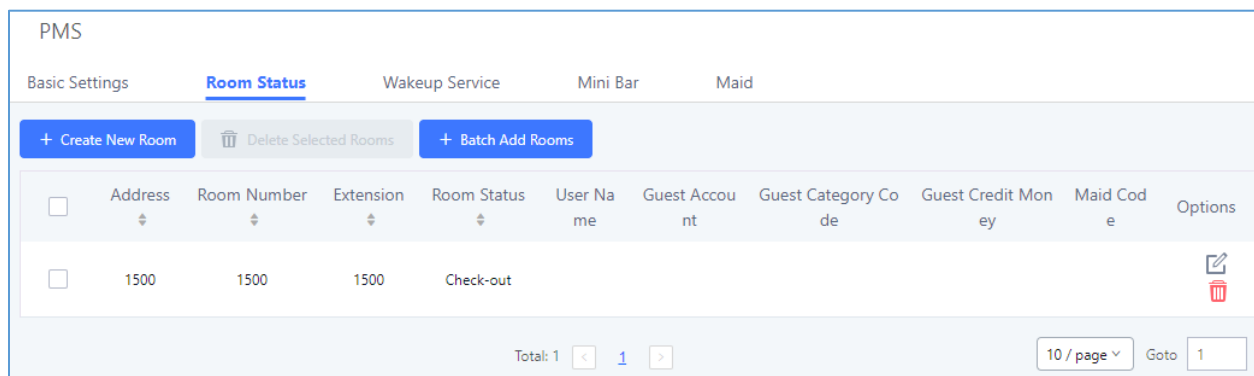 PMS
Basic Settings Room Status Wakeup Service Mini Bar Maid
+ Create New Room Delete Selected Rooms + Batch Add Rooms
Address Room Number Extension Room Status User Na Guest Accou Guest Category Co Guest Credit Mon Maid Cod Options
me nt de ey e
1500 1500 1500 Check-out
Total: 1 < 1 > 10 / page Goto 1